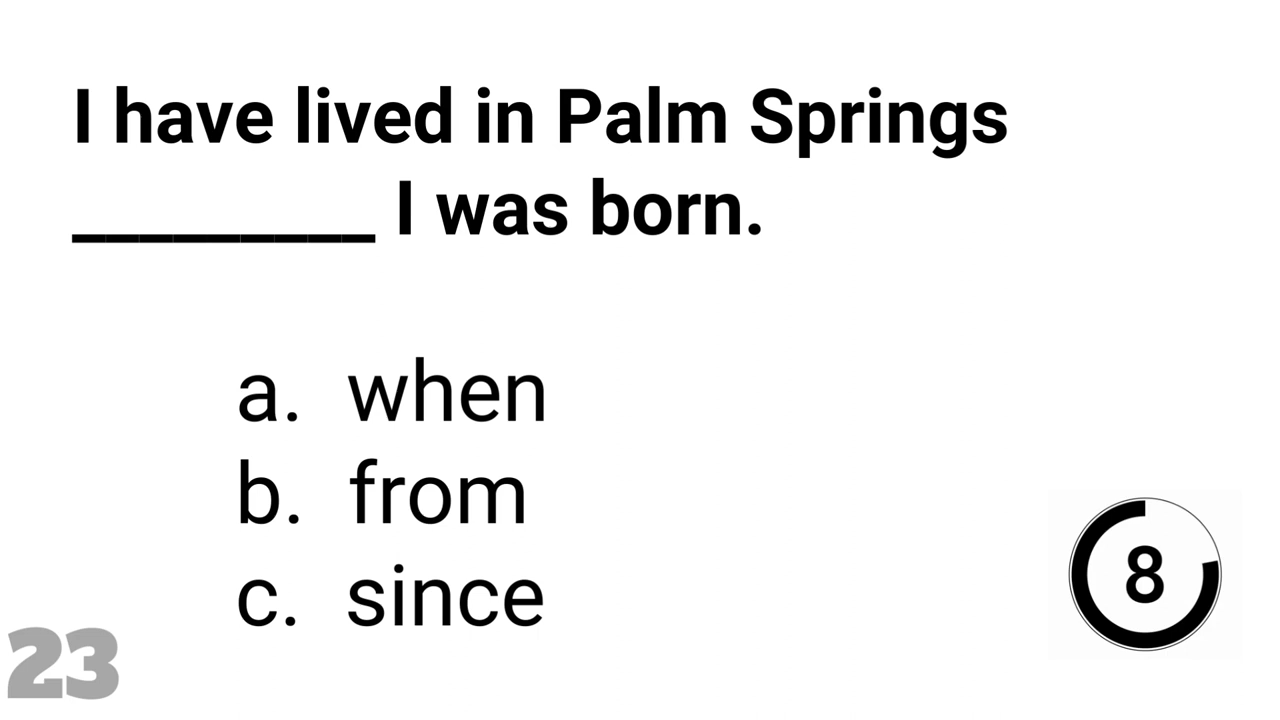 I have lived in Palm Springs
_________ I was born.
a. when
b. from
c. since
8
23